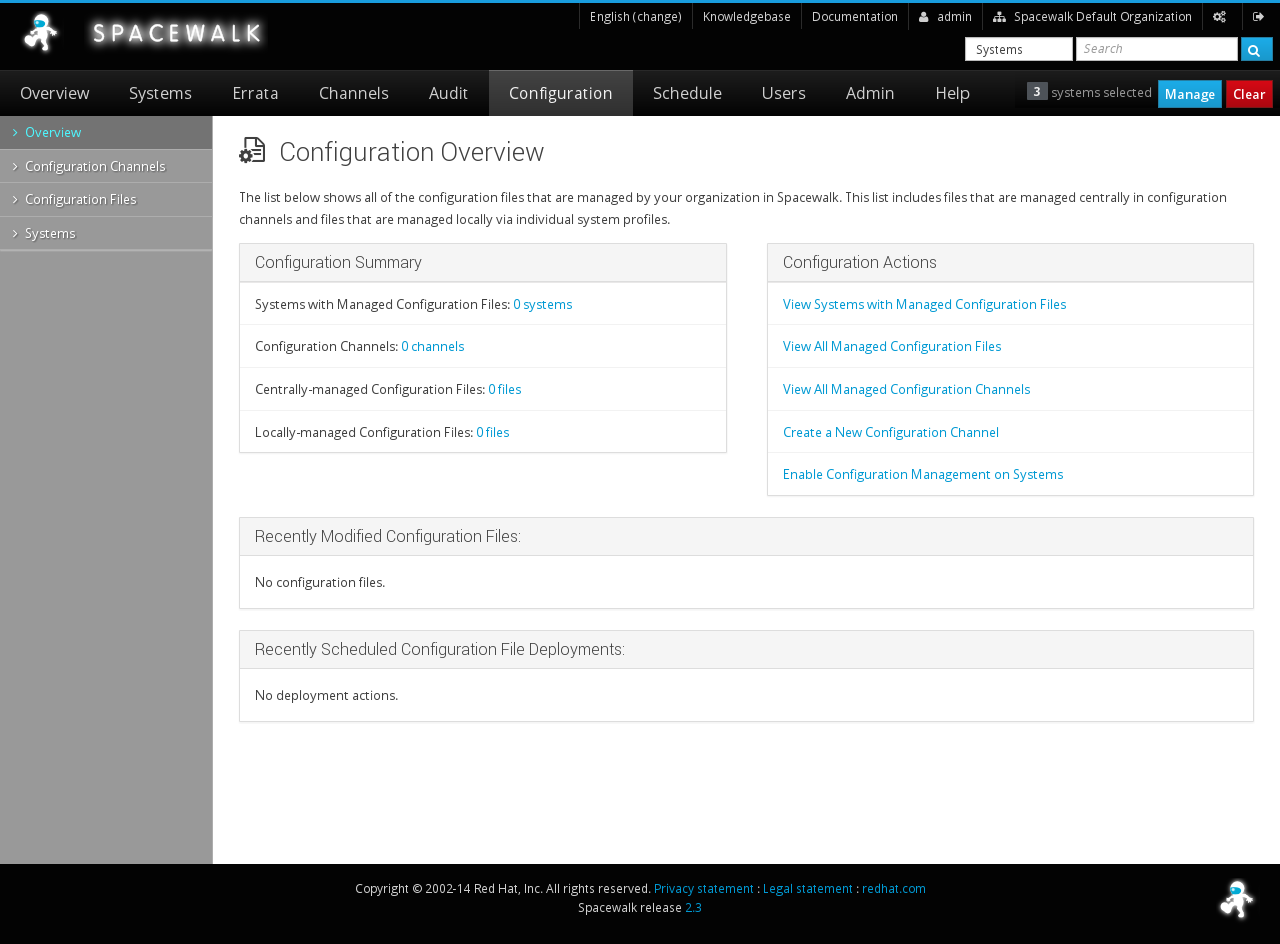 SPACEWALK
English (change) Knowledgebase Documentation admin Spacewalk Default Organization
Systems Search
Overview Systems Errata Channels Audit Configuration Schedule Users Admin Help 3 systems selected Manage Clear
Overview
Configuration Channels
Configuration Files
Systems
Configuration Overview
The list below shows all of the configuration files that are managed by your organization in Spacewalk. This list includes files that are managed centrally in configuration
channels and files that are managed locally via individual system profiles.
Configuration Summary
Systems with Managed Configuration Files: 0 systems
Configuration Channels: 0 channels
Centrally-managed Configuration Files: 0 files
Locally-managed Configuration Files: 0 files
Configuration Actions
View Systems with Managed Configuration Files
View All Managed Configuration Files
View All Managed Configuration Channels
Create a New Configuration Channel
Enable Configuration Management on Systems
Recently Modified Configuration Files:
No configuration files.
Recently Scheduled Configuration File Deployments:
No deployment actions.
Copyright © 2002-14 Red Hat, Inc. All rights reserved. Privacy statement : Legal statement : redhat.com
Spacewalk release 2.3